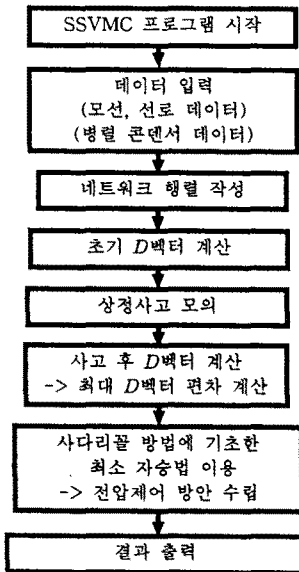 SSVMC 프로그램 시작
데이터 입력
(모선, 선로 데이터)
(병렬 콘덴서 데이터)
네트워크 행렬 작성
초기 D벡터 계산
상정사고 모의
사고 후 D벡터 계산
-> 최대 D벡터 편차 계산
사다리꼴 방법에 기초한
최소 자승법 이용
-> 전압제어 방안 수립
결과 출력